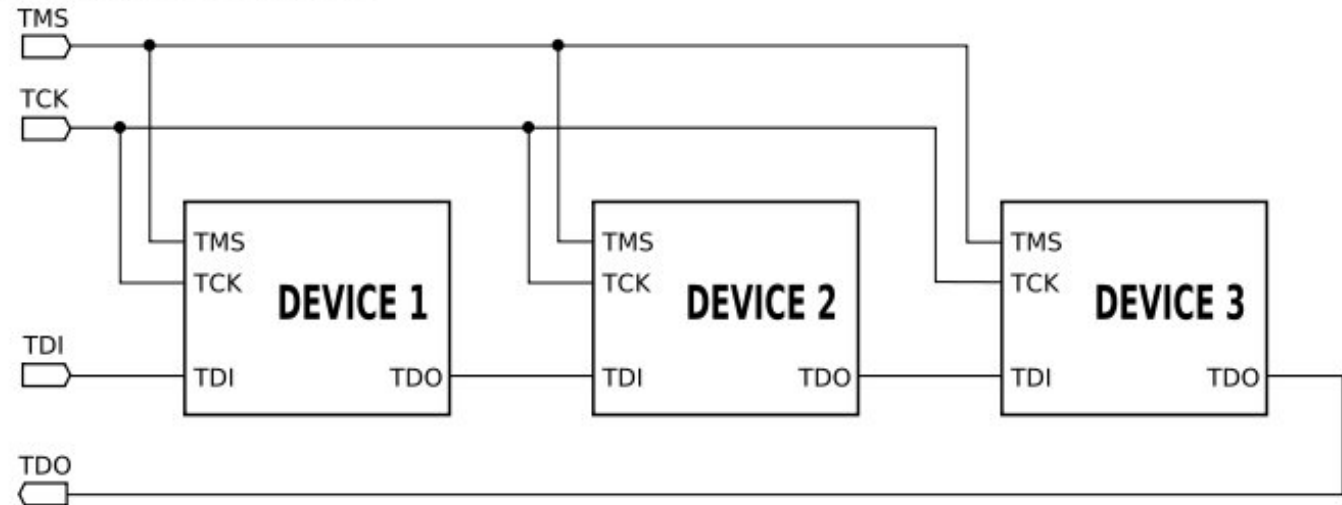 TMS
TCK
TMS
TCK
DEVICE 1
TDI
TDO
TMS
TCK
DEVICE 2
TDI
TDO
TMS
TCK
DEVICE 3
TDI
TDO
TDI
TDO